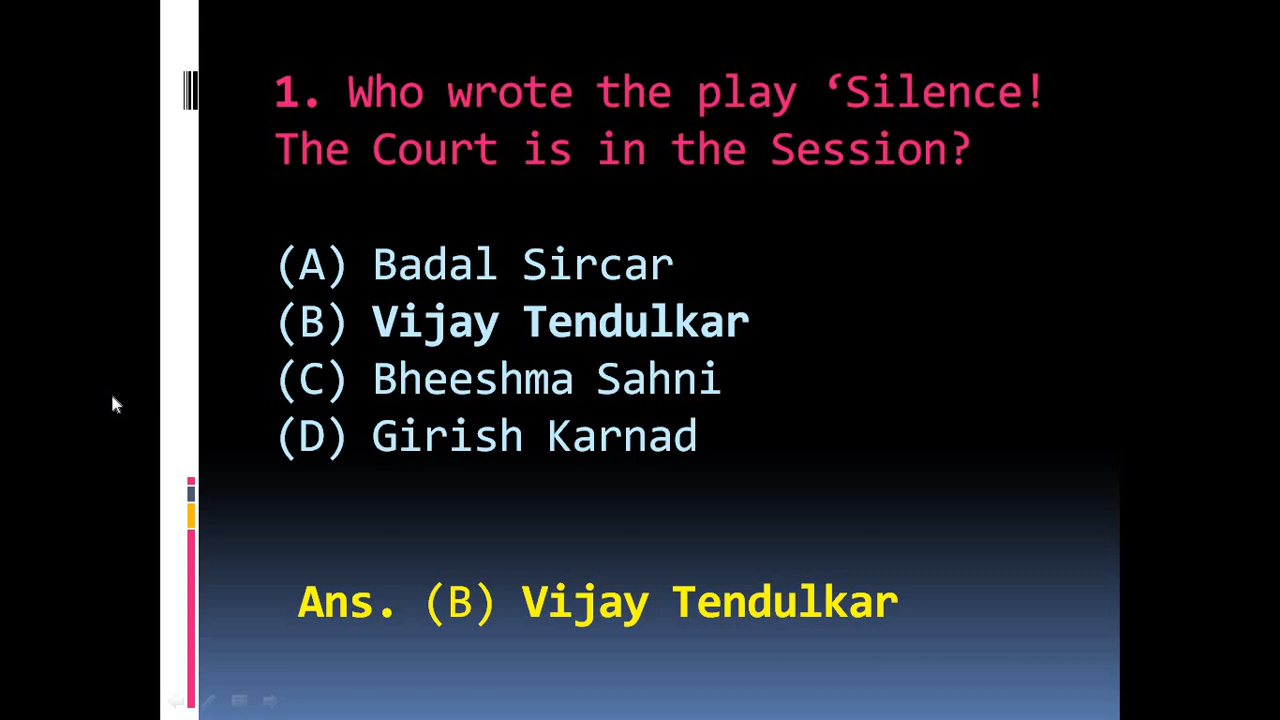 1. Who wrote the play ‘Silence!
The Court is in the Session?
(A) Badal Sircar
(B) Vijay Tendulkar
(C) Bheeshma Sahni
(D) Girish Karnad
Ans. (B) Vijay Tendulkar